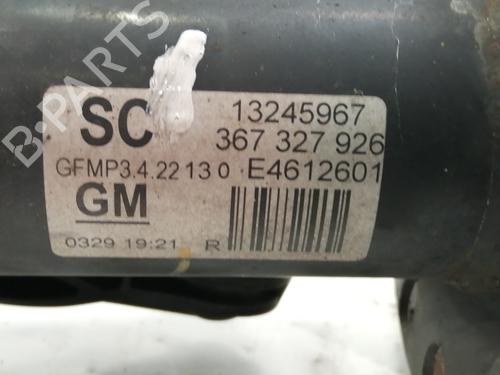 B-PARTS
SC
13245967
367 327 926
GFMP3.4.22 13 0 E4612601
GM
0329 19:21 R